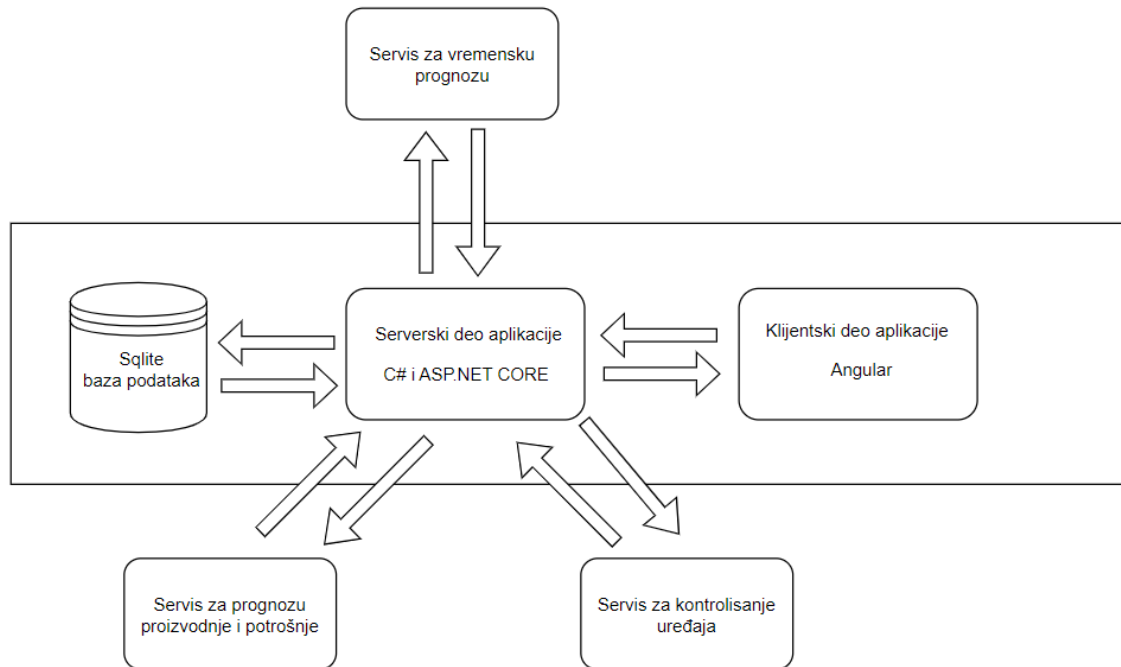 Servis za vremensku
prognozu
Sqlite
baza podataka
Serverski deo aplikacije
C# i ASP.NET CORE
Klijentski deo aplikacije
Angular
Servis za prognozu
proizvodnje i potrošnje
Servis za kontrolisanje
uređaja